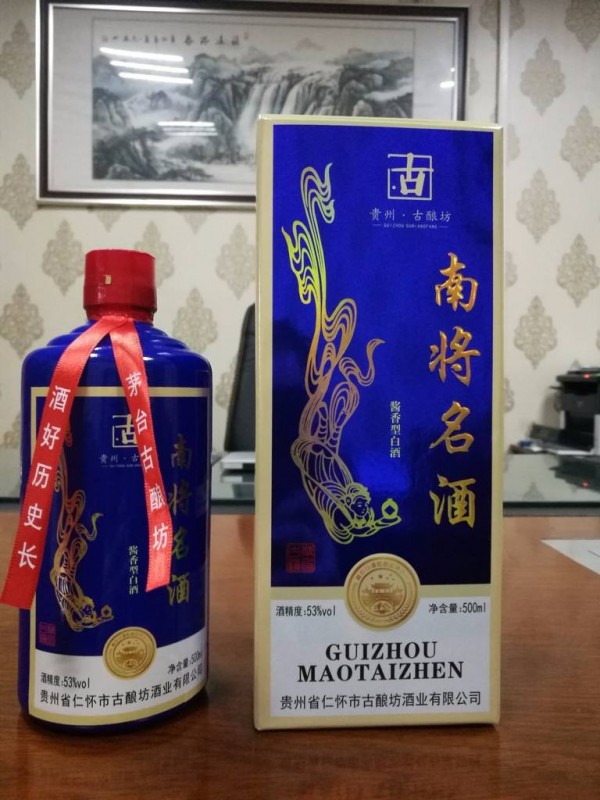 古
贵州·古酿坊
GUIZHOU GUNIANGFANG
南将名酒
酱香型白酒
酒精度:53%vol
净含量:500ml
GUIZHOU
MAOTAIZHEN
贵州省仁怀市古酿坊酒业有限公司
酒好历史长
茅台古酿坊
古
贵州·古酿坊
南将名酒
酱香型白酒
酒精度:53%vol
净含量:500ml
贵州省仁怀市古酿坊酒业有限公司